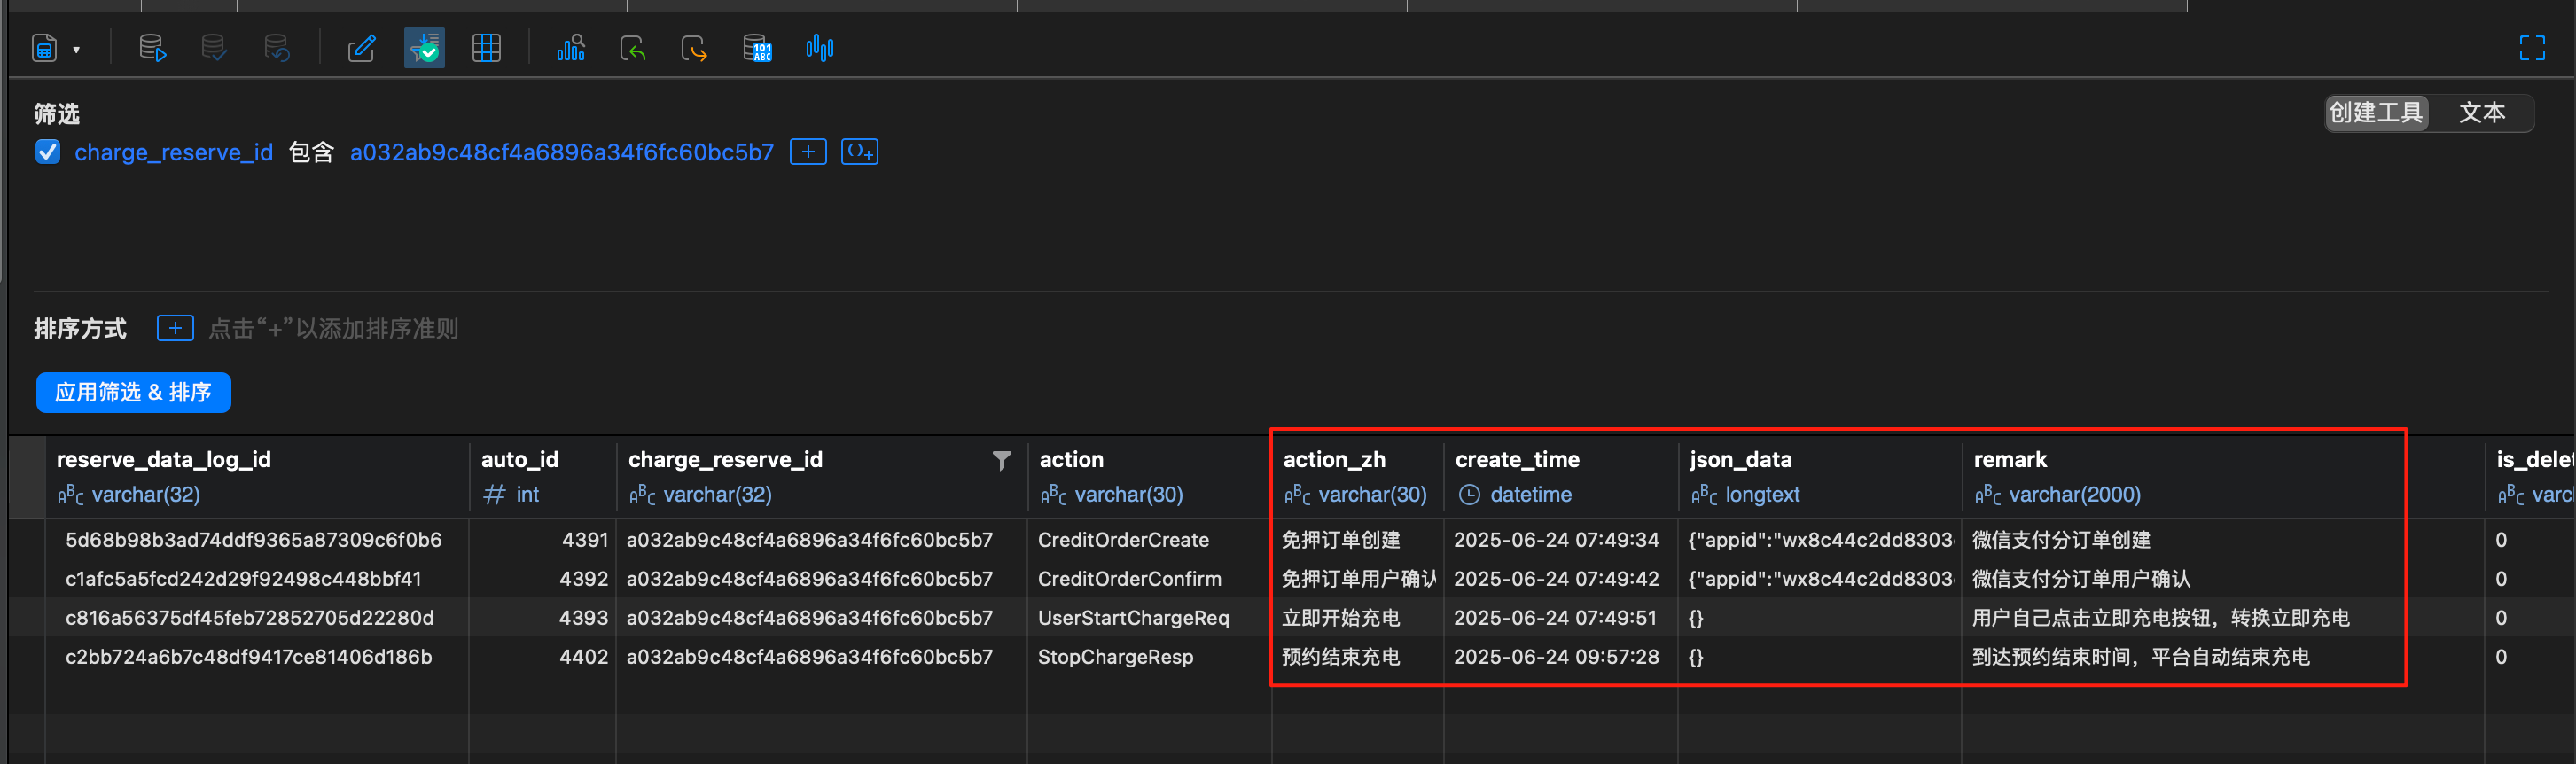 101
ABC
筛选
创建工具 文本
charge_reserve_id 包含 a032ab9c48cf4a6896a34f6fc60bc5b7 + ()+
排序方式 + 点击“+”以添加排序准则
应用筛选 & 排序
reserve_data_log_id auto_id charge_reserve_id action action_zh create_time json_data remark is_delet
ABC varchar(32) # int ABC varchar(32) ABC varchar(30) ABC varchar(30) datetime ABC longtext ABC varchar(2000) ABC varc
5d68b98b3ad74ddf9365a87309c6f0b6 4391 a032ab9c48cf4a6896a34f6fc60bc5b7 CreditOrderCreate 免押订单创建 2025-06-24 07:49:34 {"appid":"wx8c44c2dd8303 微信支付分订单创建 0
c1afc5a5fcd242d29f92498c448bbf41 4392 a032ab9c48cf4a6896a34f6fc60bc5b7 CreditOrderConfirm 免押订单用户确认 2025-06-24 07:49:42 {"appid":"wx8c44c2dd8303 微信支付分订单用户确认 0
c816a56375df45feb72852705d22280d 4393 a032ab9c48cf4a6896a34f6fc60bc5b7 UserStartChargeReq 立即开始充电 2025-06-24 07:49:51 {} 用户自己点击立即充电按钮，转换立即充电 0
c2bb724a6b7c48df9417ce81406d186b 4402 a032ab9c48cf4a6896a34f6fc60bc5b7 StopChargeResp 预约结束充电 2025-06-24 09:57:28 {} 到达预约结束时间，平台自动结束充电 0